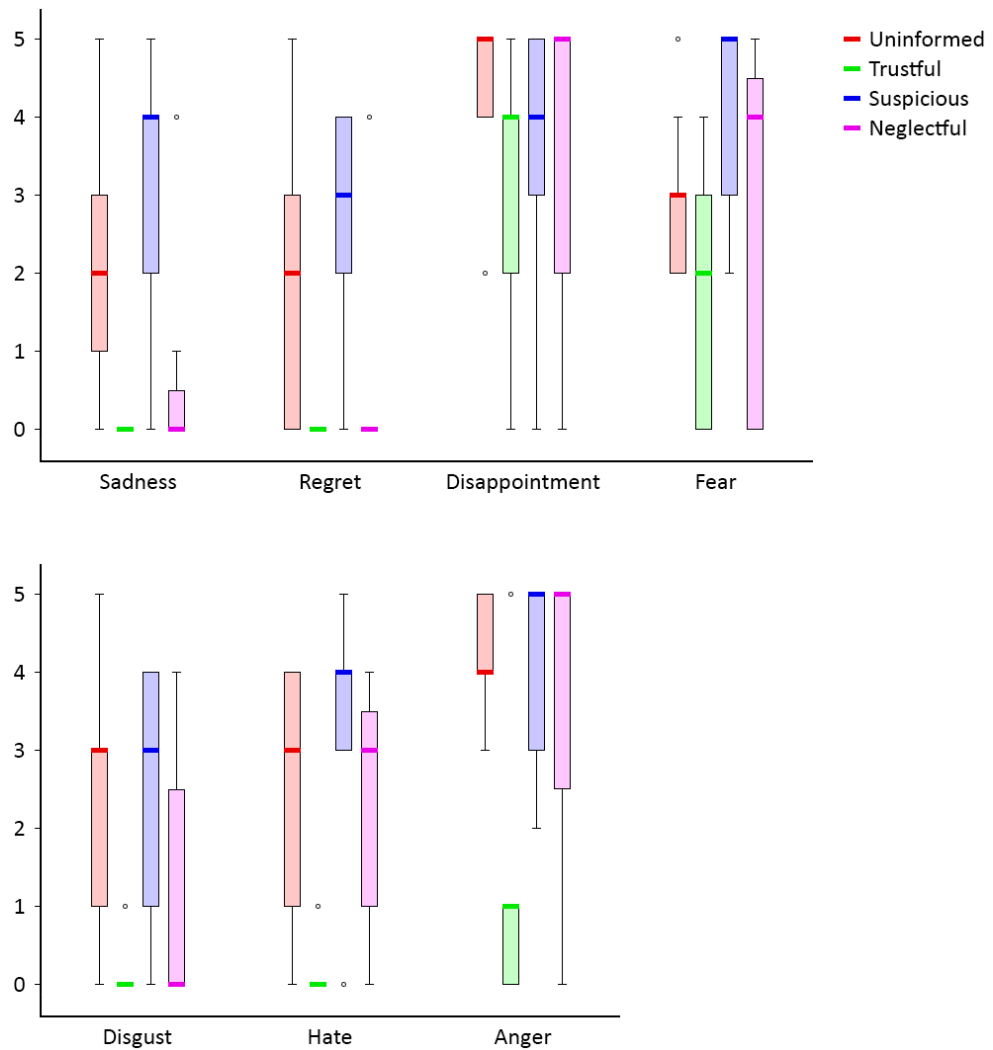 5
4
3
2
1
0
Sadness Regret Disappointment Fear
Uninformed
Trustful
Suspicious
Neglectful
5
4
3
2
1
0
Disgust Hate Anger